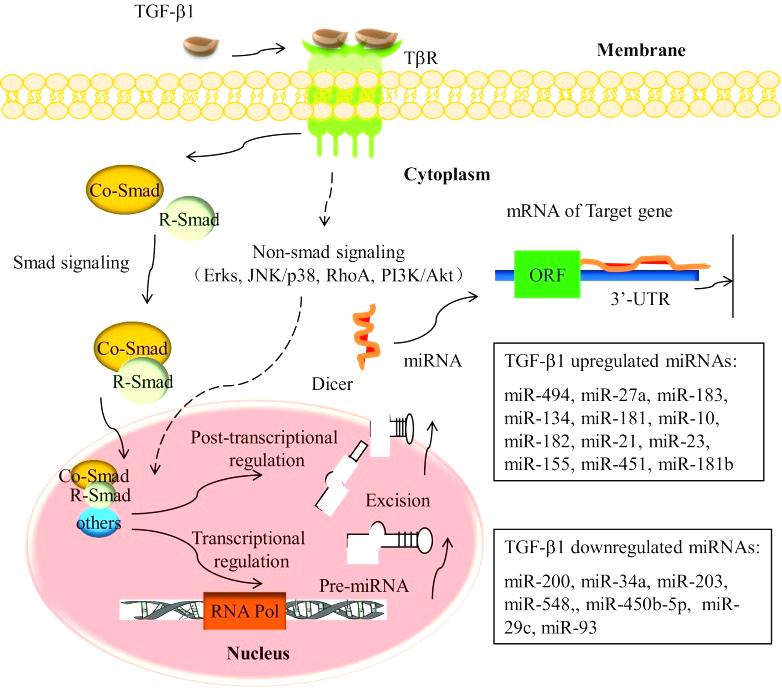 TGF-β1
TβR
Membrane
Co-Smad
R-Smad
Cytoplasm
mRNA of Target gene
Smad signaling
Non-smad signaling
(Erks, JNK/p38, RhoA, PI3K/Akt)
ORF
3'-UTR
Co-Smad
R-Smad
miRNA
Dicer
TGF-β1 upregulated miRNAs:
miR-494, miR-27a, miR-183,
miR-134, miR-181, miR-10,
miR-182, miR-21, miR-23,
miR-155, miR-451, miR-181b
Post-transcriptional
regulation
Co-Smad
R-Smad
others
Excision
Transcriptional
regulation
Pre-miRNA
RNA Pol
Nucleus
TGF-β1 downregulated miRNAs:
miR-200, miR-34a, miR-203,
miR-548,, miR-450b-5p, miR-
29c, miR-93